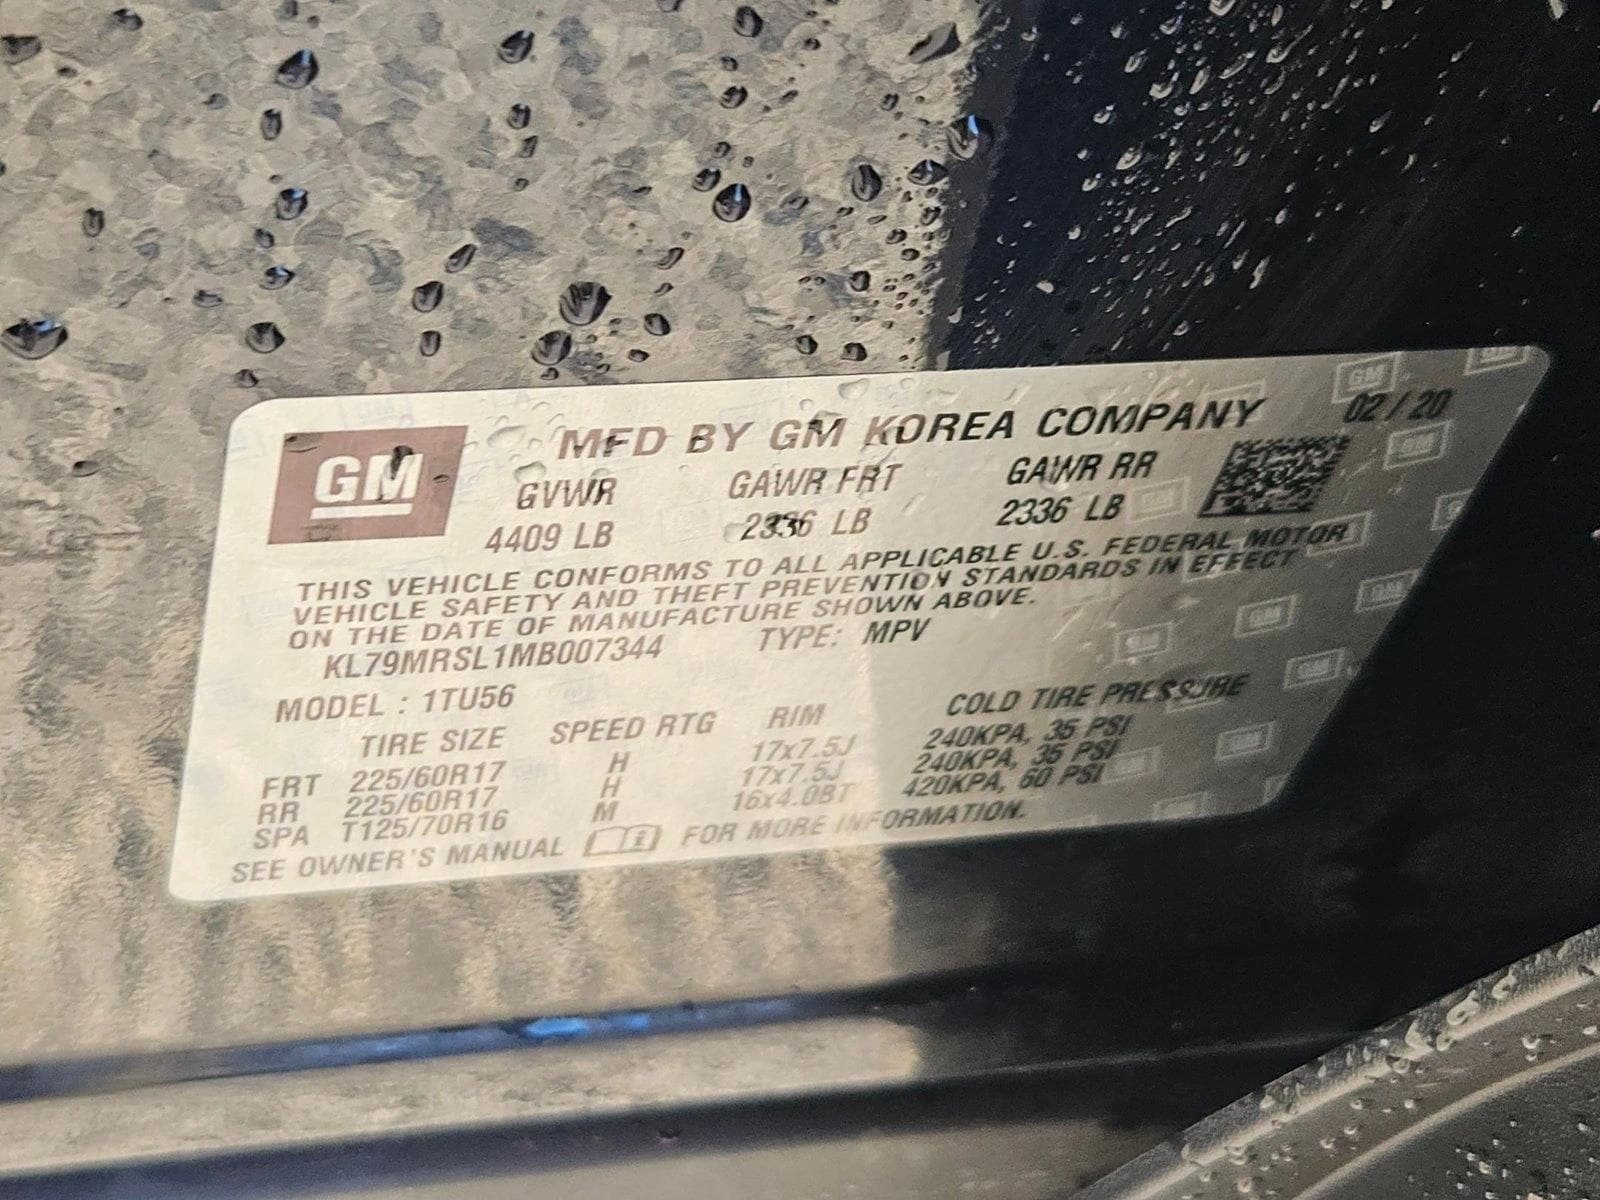 02 / 20
GM
MFD BY GM KOREA COMPANY
GVWR GAWR FRT GAWR RR
4409 LB 2336 LB 2336 LB
THIS VEHICLE CONFORMS TO ALL APPLICABLE U.S. FEDERAL MOTOR
VEHICLE SAFETY AND THEFT PREVENTION STANDARDS IN EFFECT
ON THE DATE OF MANUFACTURE SHOWN ABOVE.
KL79MRSL1MB007344 TYPE: MPV
MODEL : 1TU56
TIRE SIZE SPEED RTG RIM COLD TIRE PRESSURE
FRT 225/60R17 H 17x7.5J 240KPA, 35 PSI
RR 225/60R17 H 17x7.5J 240KPA, 35 PSI
SPA T125/70R16 M 16x4.0BT 420KPA, 60 PSI
SEE OWNER'S MANUAL FOR MORE INFORMATION.